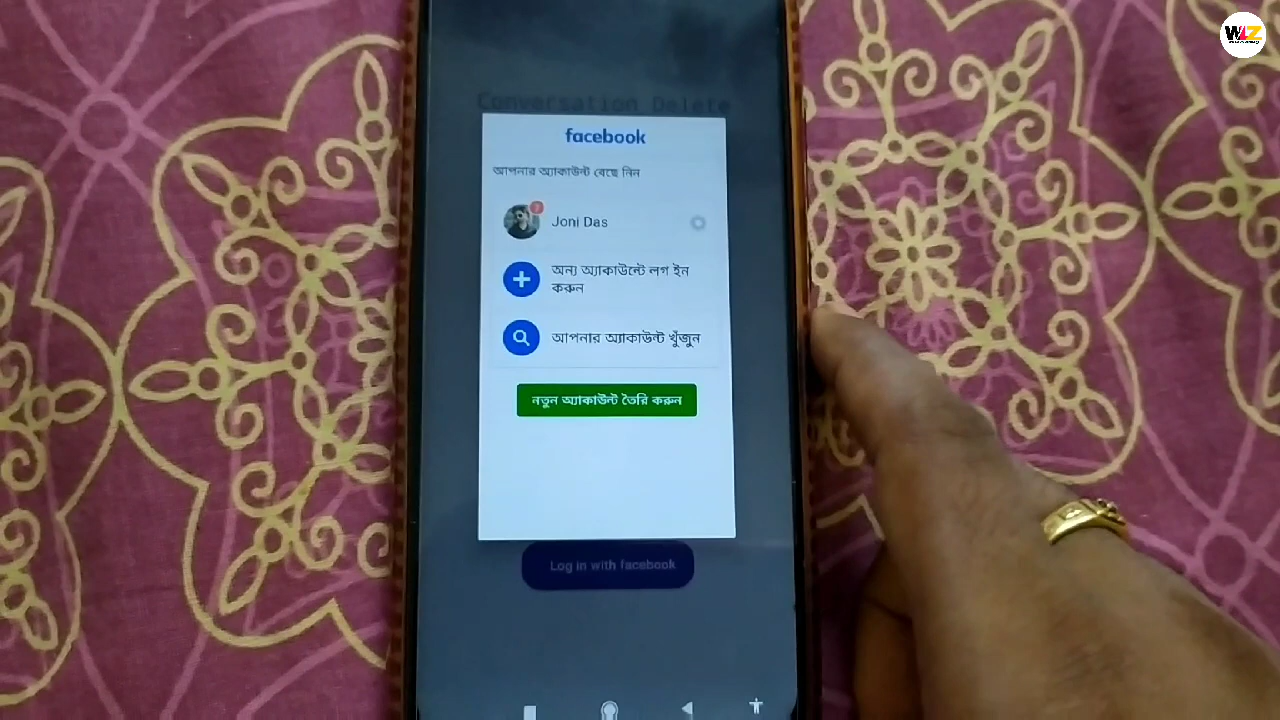 WLZ
Conversation Delete
facebook
আপনার অ্যাকাউন্ট বেছে নিন
Joni Das
অন্য অ্যাকাউন্টে লগ ইন
করুন
আপনার অ্যাকাউন্ট খুঁজুন
নতুন অ্যাকাউন্ট তৈরি করুন
Log in with facebook